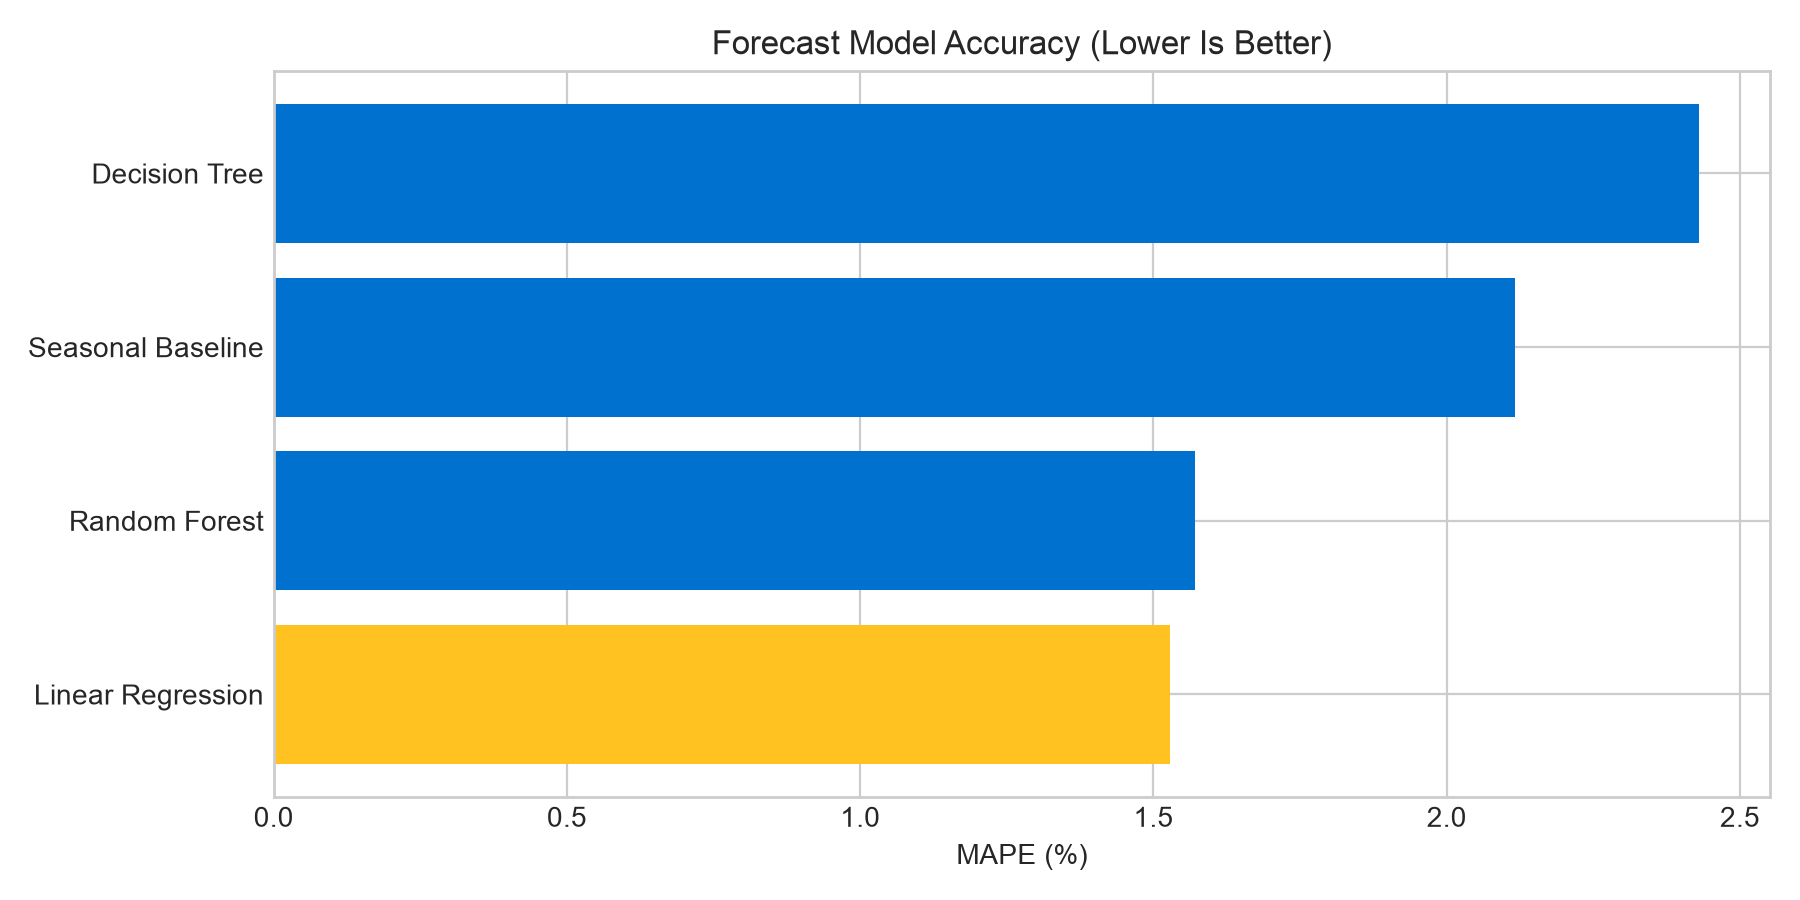 Forecast Model Accuracy (Lower Is Better)
Decision Tree
Seasonal Baseline
Random Forest
Linear Regression
0.0 0.5 1.0 1.5 2.0 2.5
MAPE (%)